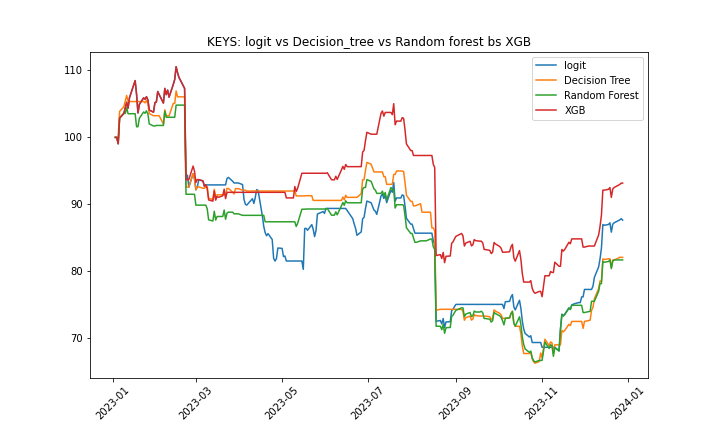 KEYS: logit vs Decision_tree vs Random forest bs XGB
logit
Decision Tree
Random Forest
XGB
110
100
90
80
70
2023-01
2023-03
2023-05
2023-07
2023-09
2023-11
2024-01